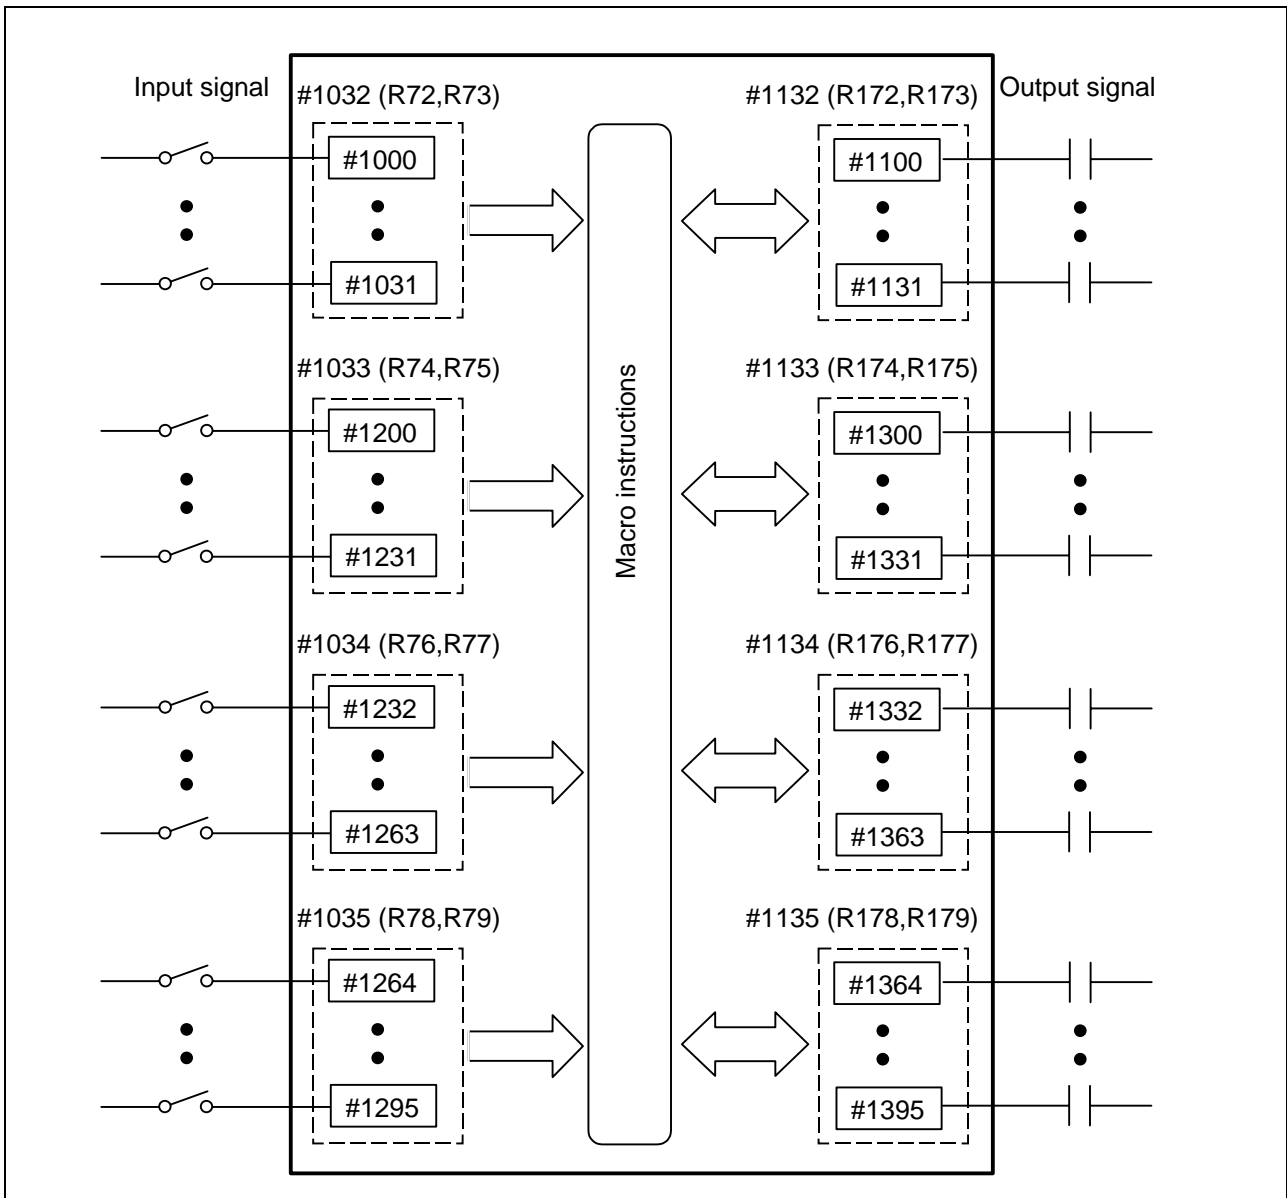 Input signal
#1032 (R72,R73)
#1132 (R172,R173)
Output signal
#1000
#1100
#1031
#1131
#1033 (R74,R75)
#1133 (R174,R175)
Macro instructions
#1200
#1300
#1231
#1331
#1034 (R76,R77)
#1134 (R176,R177)
#1232
#1332
#1263
#1363
#1035 (R78,R79)
#1135 (R178,R179)
#1264
#1364
#1295
#1395